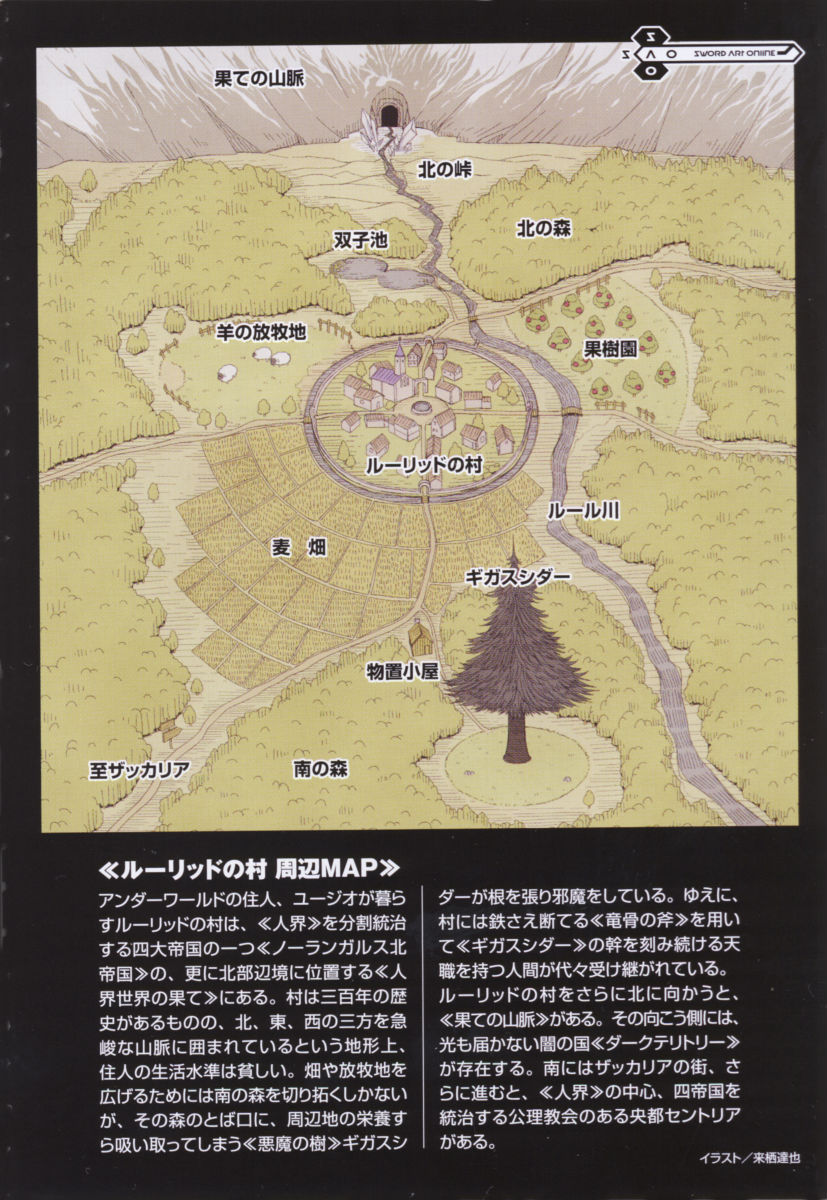 S
S A O
O
SWORD ART ONLINE
果ての山脈
北の峠
北の森
双子池
羊の放牧地
果樹園
ルーリッドの村
ルール川
麦 畑
ギガスシダー
物置小屋
至ザッカリア
南の森
≪ルーリッドの村 周辺MAP≫
アンダーワールドの住人、ユージオが暮ら
すルーリッドの村は、≪人界≫を分割統治
する四大帝国の一つ≪ノーランガルス北
帝国≫の、更に北部辺境に位置する≪人
界世界の果て≫にある。村は三百年の歴
史があるものの、北、東、西の三方を急
峻な山脈に囲まれているという地形上、
住人の生活水準は貧しい。畑や放牧地を
広げるためには南の森を切り拓くしかない
が、その森のとば口に、周辺地の栄養す
ら吸い取ってしまう≪悪魔の樹≫ギガスシ
ダーが根を張り邪魔をしている。ゆえに、
村には鉄さえ断てる≪竜骨の斧≫を用い
て≪ギガスシダー≫の幹を刻み続ける天
職を持つ人間が代々受け継がれている。
ルーリッドの村をさらに北に向かうと、
≪果ての山脈≫がある。その向こう側には、
光も届かない闇の国≪ダークテリトリー≫
が存在する。南にはザッカリアの街、さ
らに進むと、≪人界≫の中心、四帝国を
統治する公理教会のある央都セントリア
がある。
イラスト／来栖達也